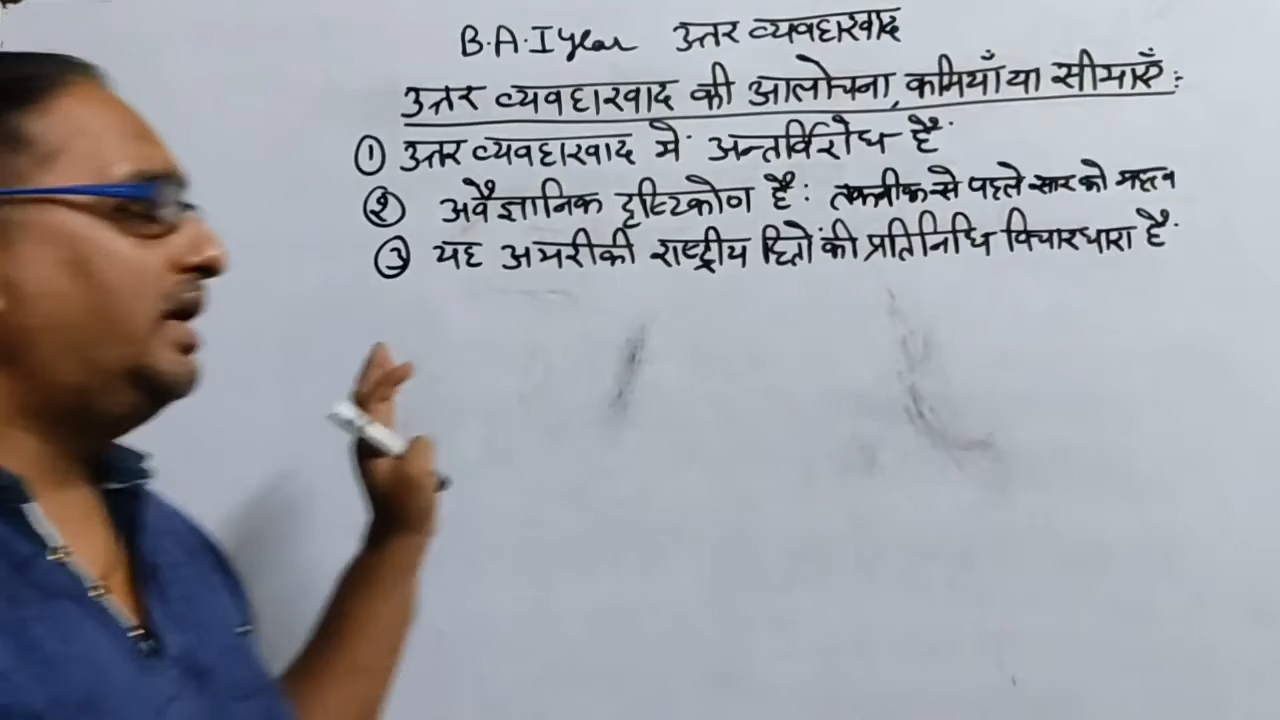 B.A. I year उत्तर व्यवहारवाद
उत्तर व्यवहारवाद की आलोचना, कमियाँ या सीमाएँ :
① उत्तर व्यवहारवाद में अन्तर्विरोध है
② अवैज्ञानिक दृष्टिकोण है : तकनीक से पहले सार को महत्व
③ यह अमरीकी राष्ट्रीय हितों की प्रतिनिधि विचारधारा है